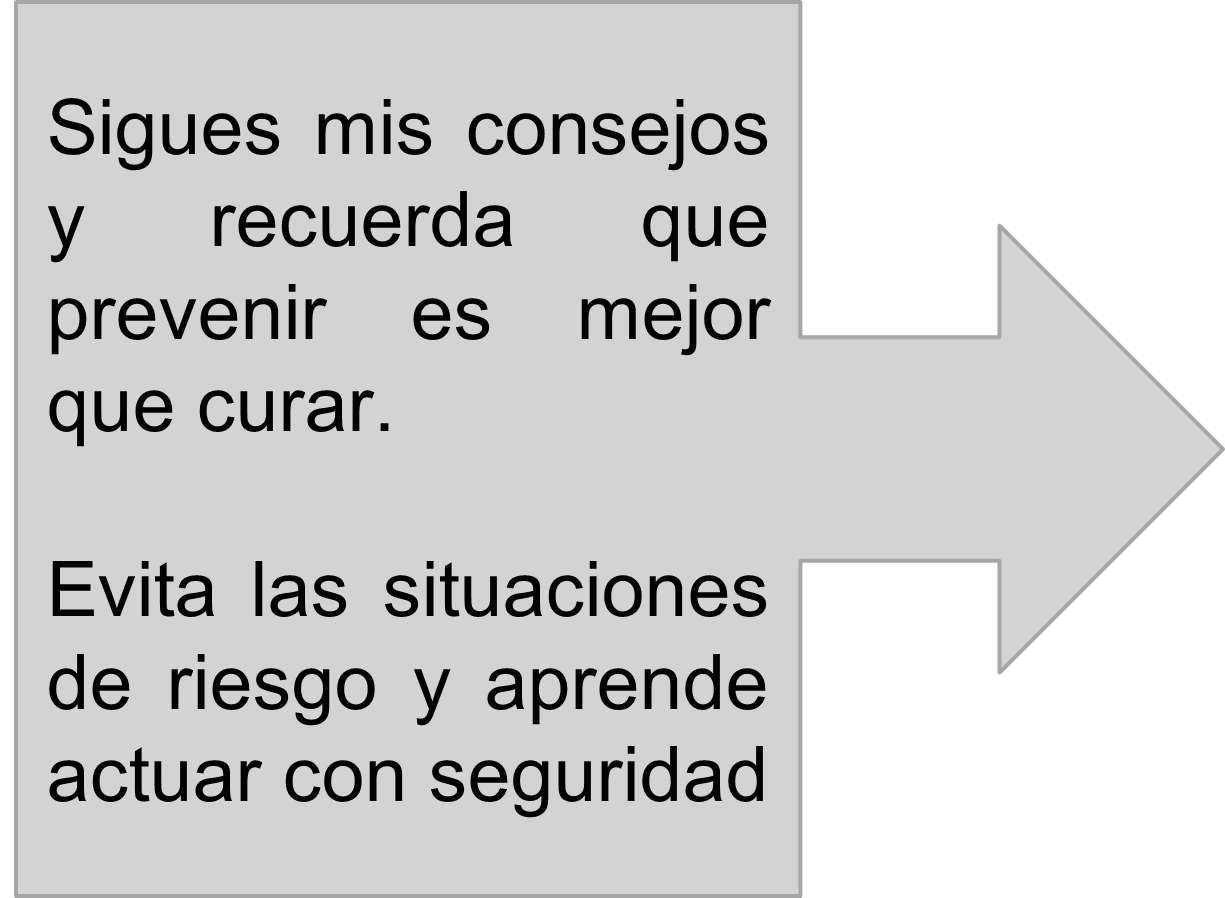 Sigues mis consejos
y recuerda que
prevenir es mejor
que curar.
Evita las situaciones
de riesgo y aprende
actuar con seguridad